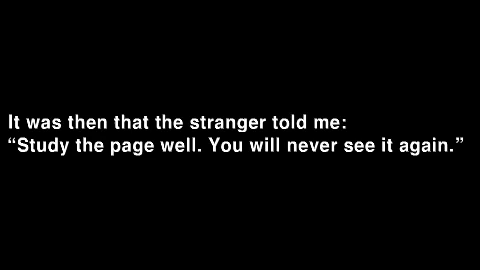 It was then that the stranger told me:
“Study the page well. You will never see it again.”